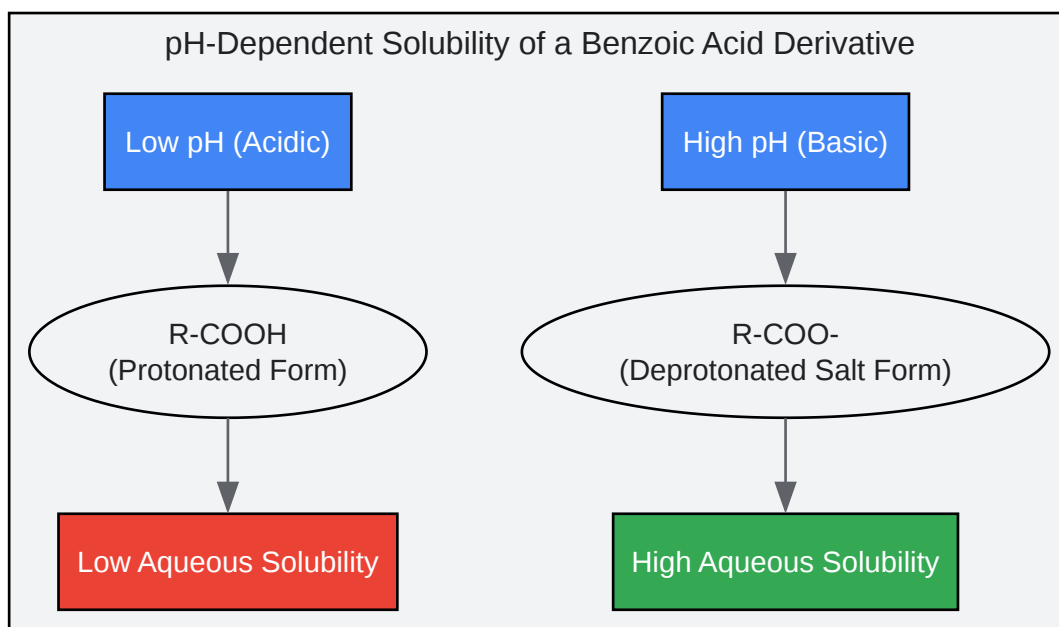 pH-Dependent Solubility of a Benzoic Acid Derivative
Low pH (Acidic)
High pH (Basic)
R-COOH
(Protonated Form)
R-COO-
(Deprotonated Salt Form)
Low Aqueous Solubility
High Aqueous Solubility